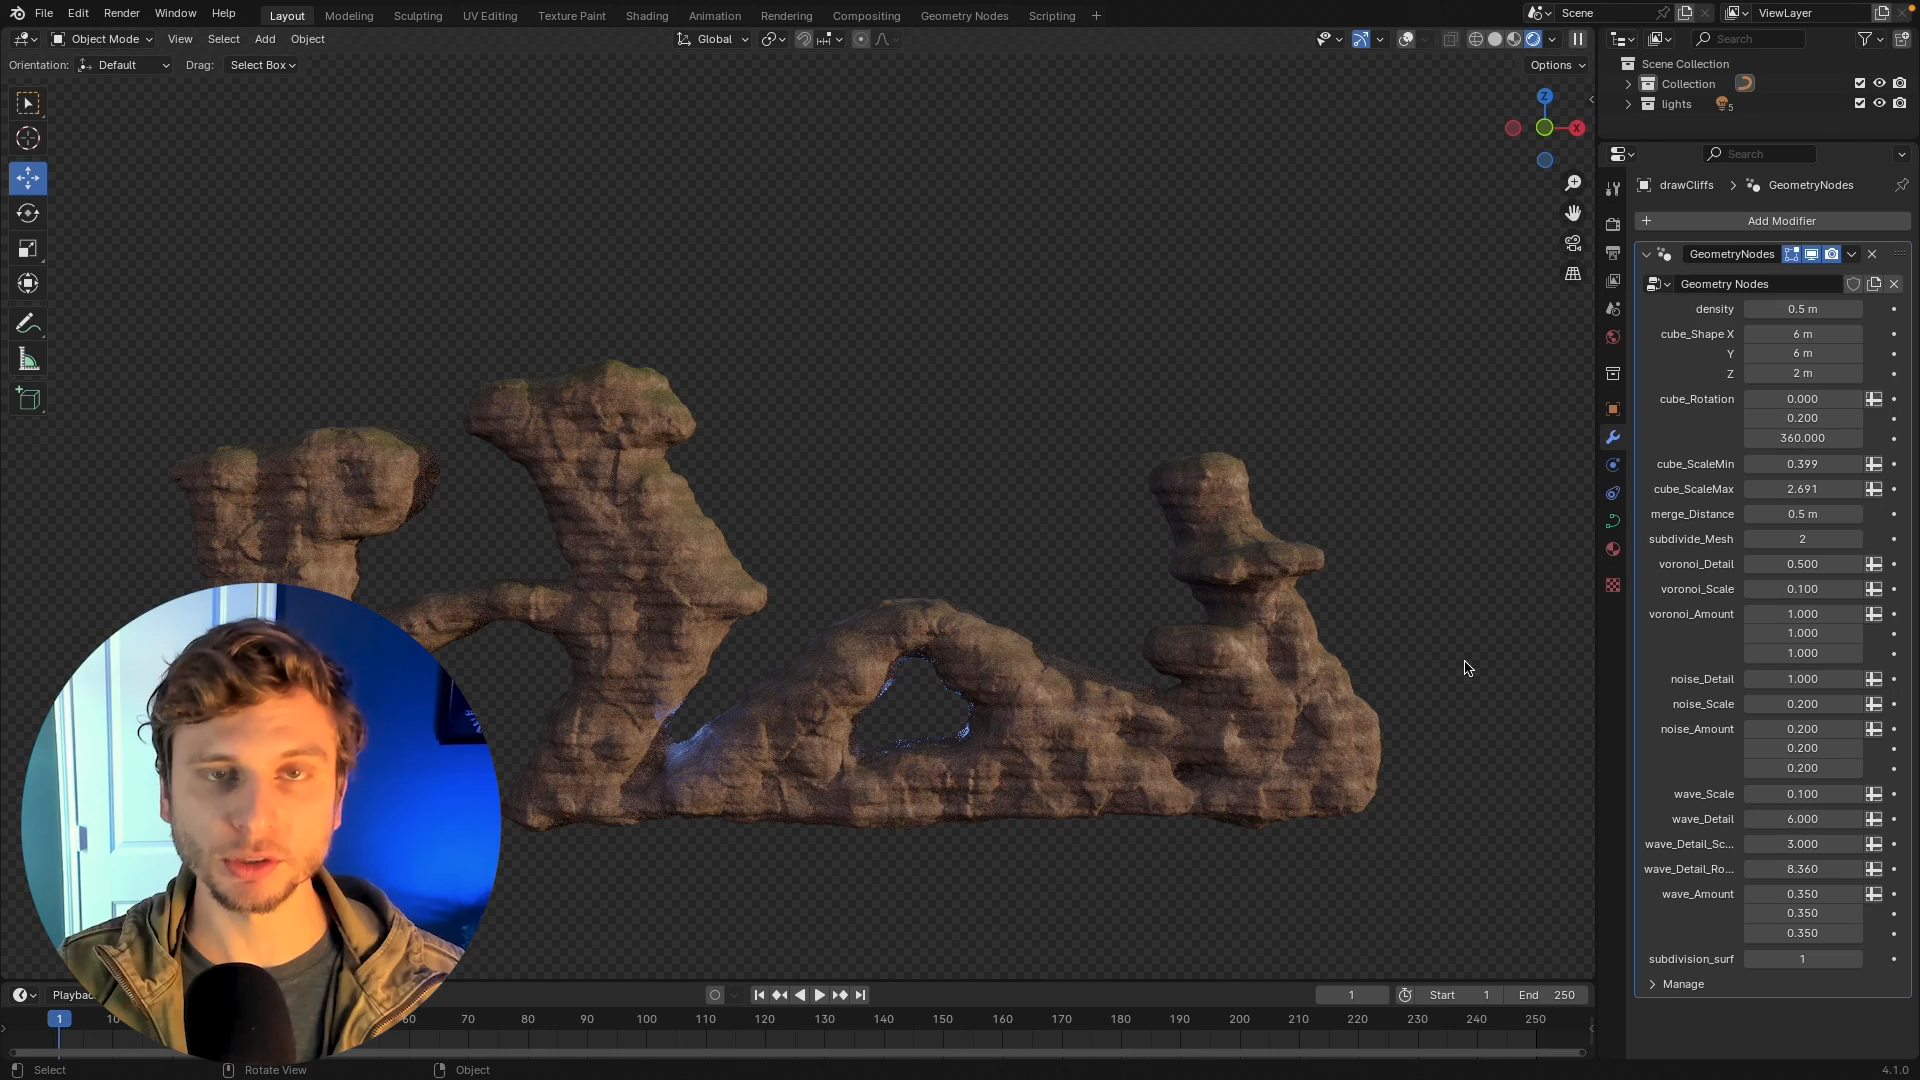 File Edit Render Window Help Layout Modeling Sculpting UV Editing Texture Paint Shading Animation Rendering Compositing Geometry Nodes Scripting Scene ViewLayer
Object Mode View Select Add Object Global Search
Orientation: Default Drag: Select Box Options
Scene Collection
Collection
lights 5
Z
X
Search
drawCliffs GeometryNodes
Add Modifier
GeometryNodes
Geometry Nodes
density 0.5 m
cube_Shape X 6 m
Y 6 m
Z 2 m
cube_Rotation 0.000
0.200
360.000
cube_ScaleMin 0.399
cube_ScaleMax 2.691
merge_Distance 0.5 m
subdivide_Mesh 2
voronoi_Detail 0.500
voronoi_Scale 0.100
voronoi_Amount 1.000
1.000
1.000
noise_Detail 1.000
noise_Scale 0.200
noise_Amount 0.200
0.200
0.200
wave_Scale 0.100
wave_Detail 6.000
wave_Detail_Sc... 3.000
wave_Detail_Ro... 8.360
wave_Amount 0.350
0.350
0.350
subdivision_surf 1
Manage
Playbac 1 Start 1 End 250
1 10 60 70 80 90 100 110 120 130 140 150 160 170 180 190 200 210 220 230 240 250
Select Rotate View Object 4.1.0